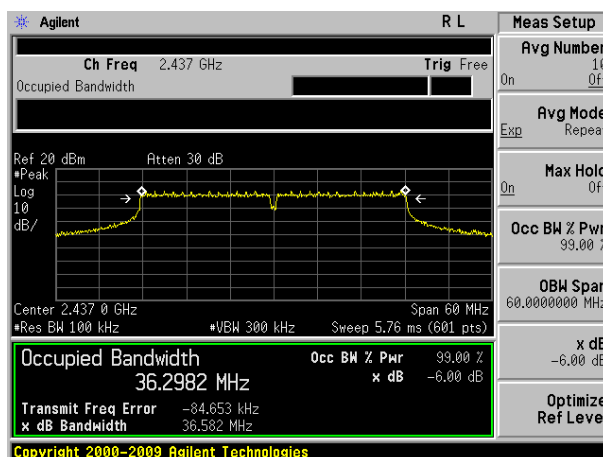 Agilent R L
Ch Freq 2.437 GHz Trig Free
Occupied Bandwidth
Ref 20 dBm Atten 30 dB
#Peak
Log
10
dB/
Center 2.437 0 GHz Span 60 MHz
#Res BW 100 kHz #VBW 300 kHz Sweep 5.76 ms (601 pts)
Occupied Bandwidth Occ BW % Pwr 99.00 %
36.2982 MHz x dB -6.00 dB
Transmit Freq Error -84.653 kHz
x dB Bandwidth 36.582 MHz
Copyright 2000-2009 Agilent Technologies
Meas Setup
Avg Number
10
On Of
Avg Mode
Exp Repea
Max Hold
On Of
Occ BW % Pwr
99.00 %
OBW Span
60.0000000 MHz
x dB
-6.00 dB
Optimize
Ref Leve